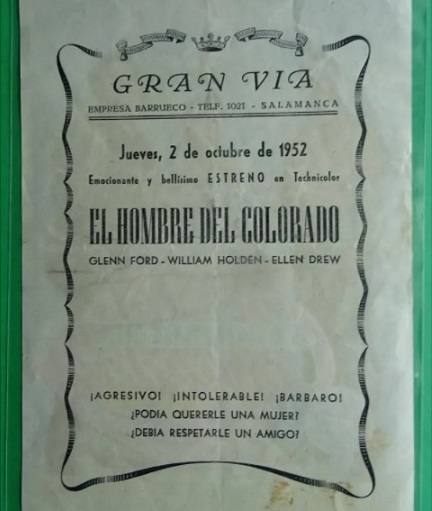 GRAN VIA
EMPRESA BARRUECO - TELF. 1021 - SALAMANCA
Jueves, 2 de octubre de 1952
Emocionante y bellísimo ESTRENO en Technicolor
EL HOMBRE DEL COLORADO
GLENN FORD - WILLIAM HOLDEN - ELLEN DREW
¡AGRESIVO! ¡INTOLERABLE! ¡BARBARO!
¿PODIA QUERERLE UNA MUJER?
¿DEBIA RESPETARLE UN AMIGO?